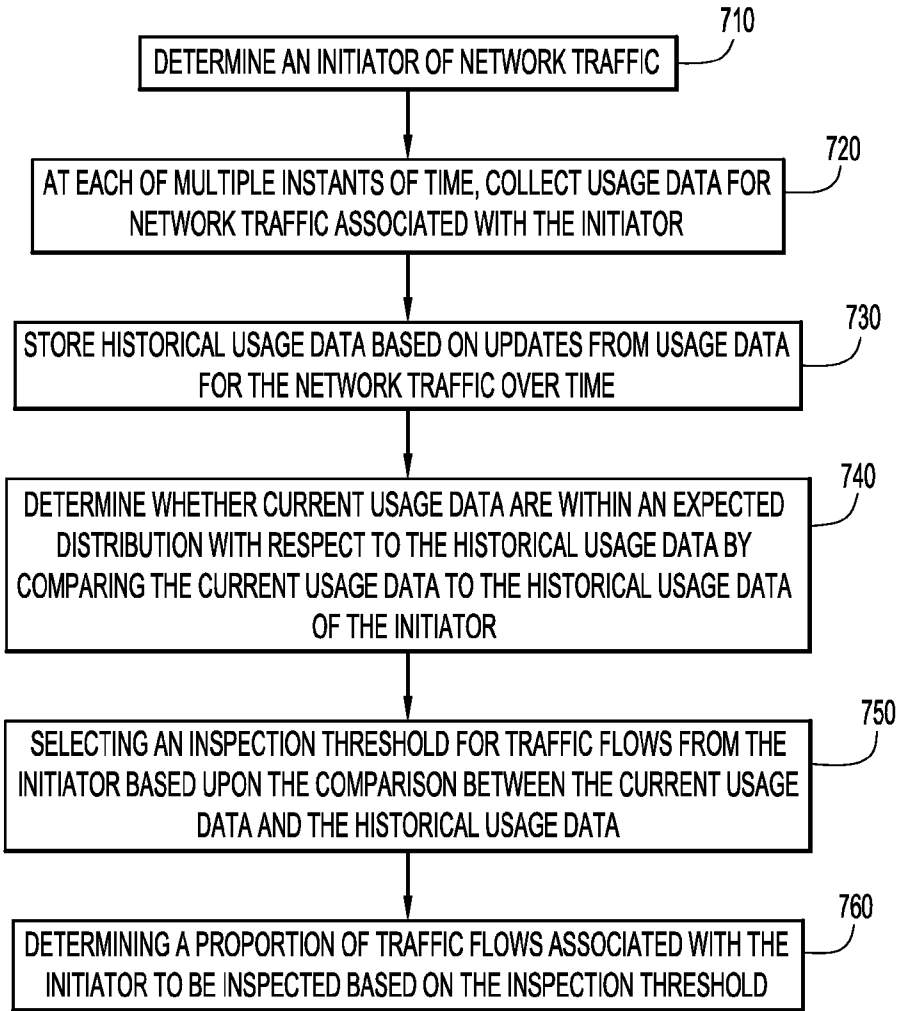 710
DETERMINE AN INITIATOR OF NETWORK TRAFFIC
720
AT EACH OF MULTIPLE INSTANTS OF TIME, COLLECT USAGE DATA FOR
NETWORK TRAFFIC ASSOCIATED WITH THE INITIATOR
730
STORE HISTORICAL USAGE DATA BASED ON UPDATES FROM USAGE DATA
FOR THE NETWORK TRAFFIC OVER TIME
740
DETERMINE WHETHER CURRENT USAGE DATA ARE WITHIN AN EXPECTED
DISTRIBUTION WITH RESPECT TO THE HISTORICAL USAGE DATA BY
COMPARING THE CURRENT USAGE DATA TO THE HISTORICAL USAGE DATA
OF THE INITIATOR
750
SELECTING AN INSPECTION THRESHOLD FOR TRAFFIC FLOWS FROM THE
INITIATOR BASED UPON THE COMPARISON BETWEEN THE CURRENT USAGE
DATA AND THE HISTORICAL USAGE DATA
760
DETERMINING A PROPORTION OF TRAFFIC FLOWS ASSOCIATED WITH THE
INITIATOR TO BE INSPECTED BASED ON THE INSPECTION THRESHOLD